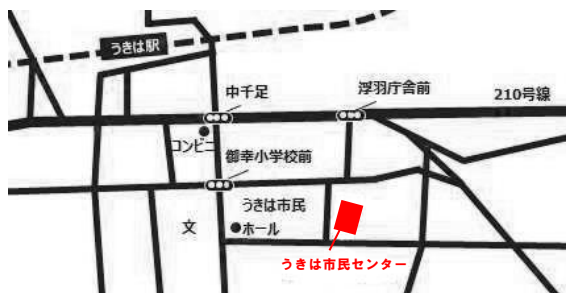 うきは駅
中千足
浮羽庁舎前
210号線
コンビニ
御幸小学校前
うきは市民
ホール
文
うきは市民センター